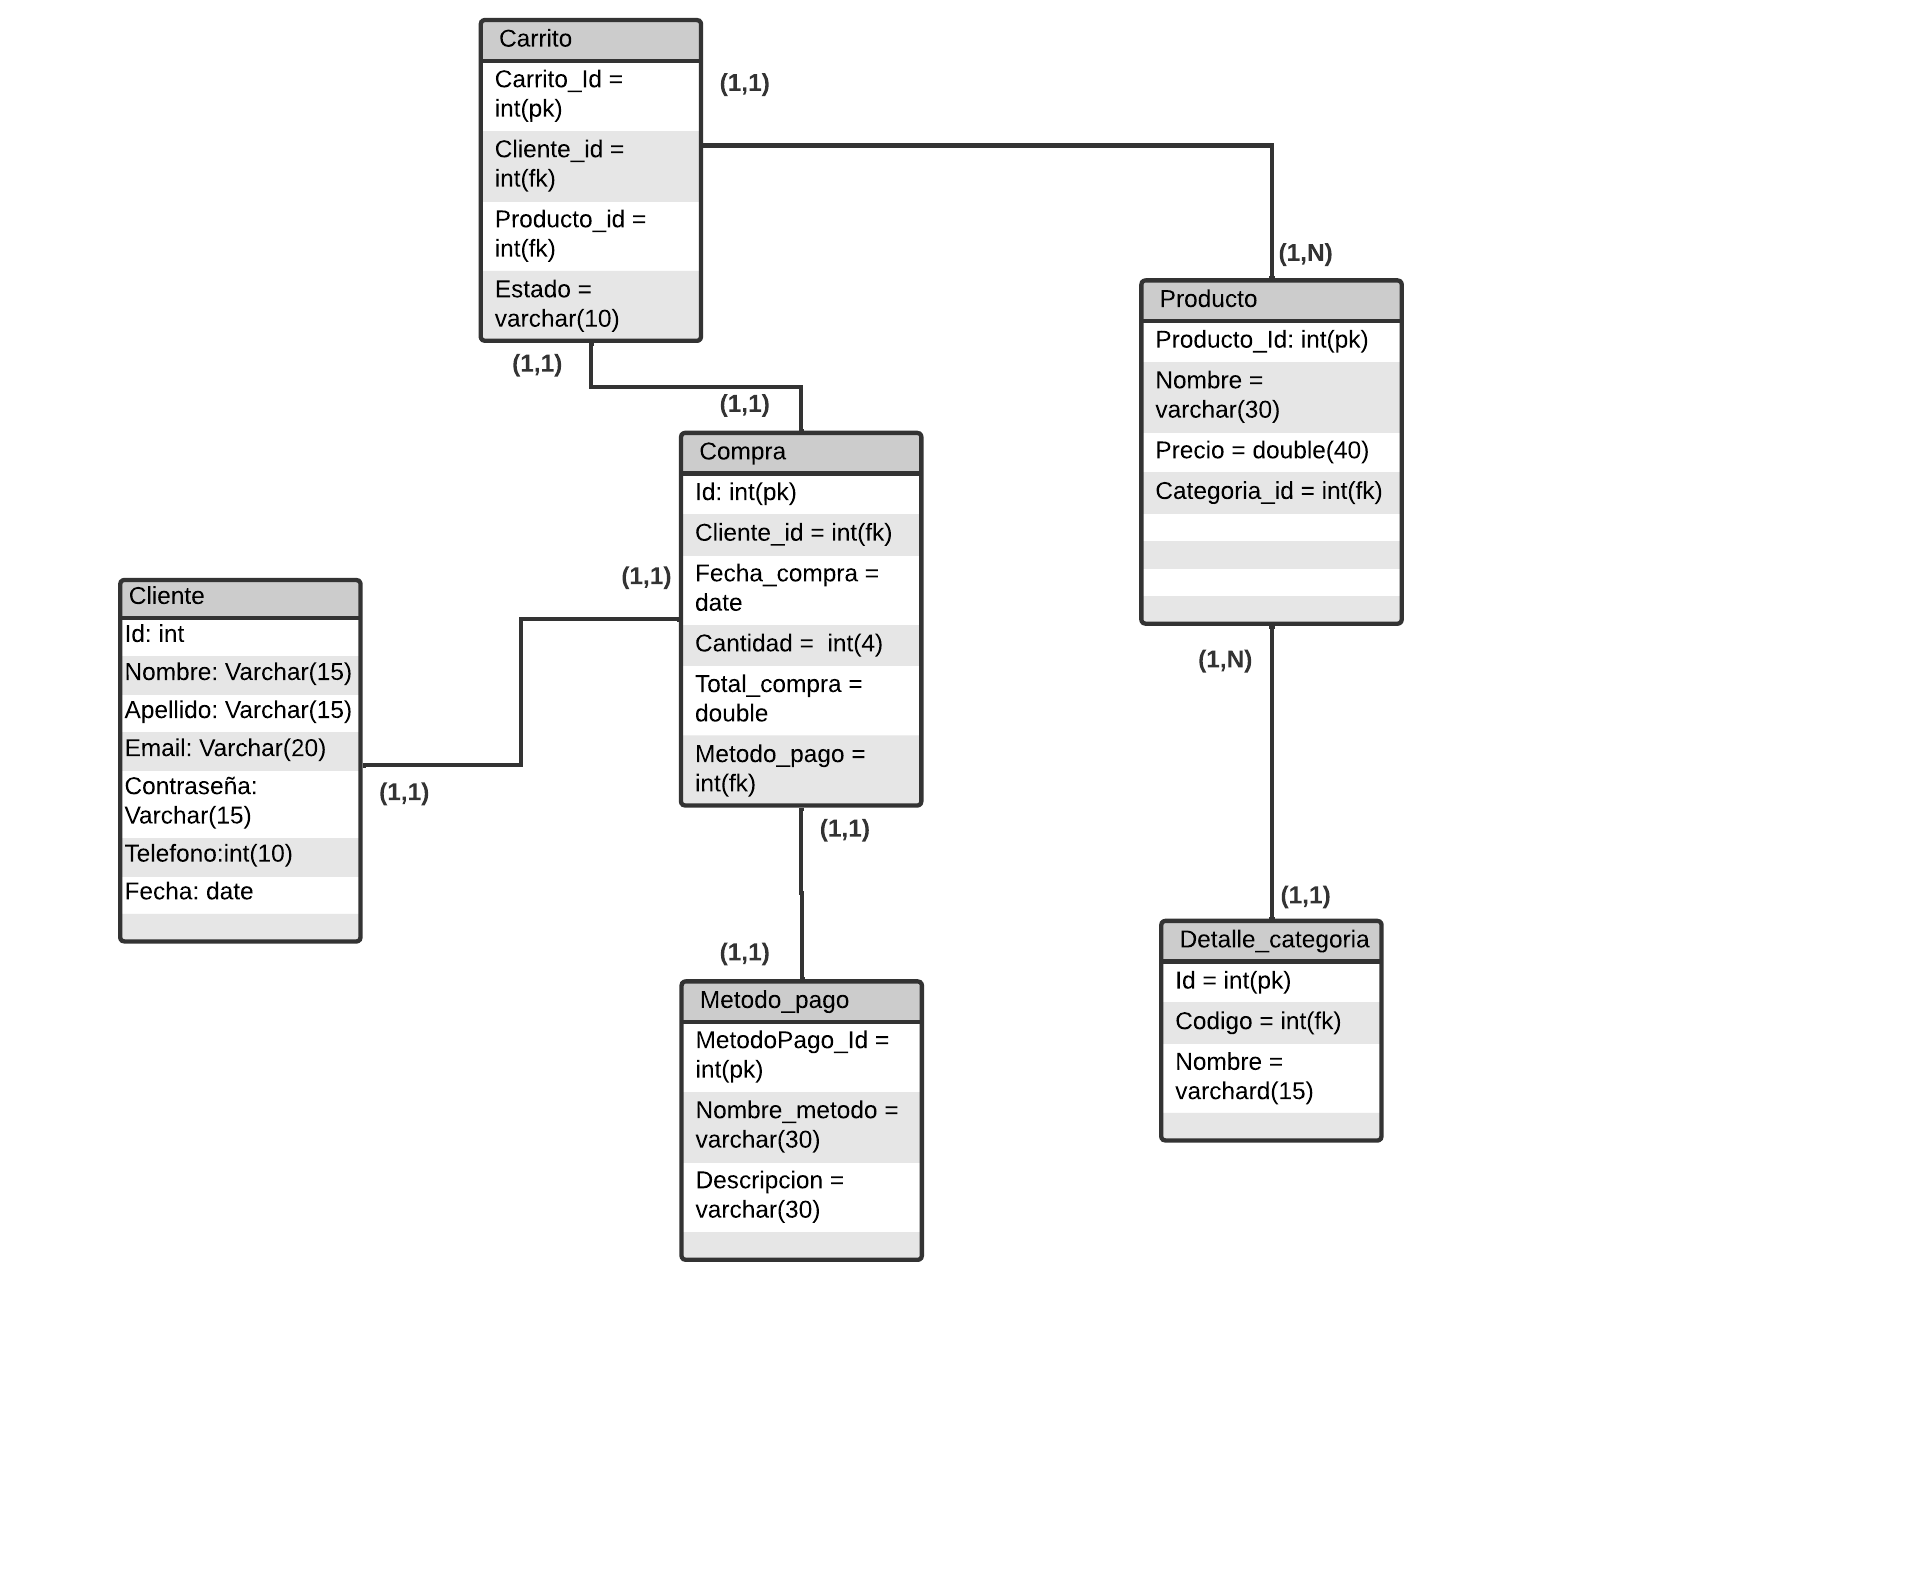 Carrito
Carrito_Id =
int(pk)
Cliente_id =
int(fk)
Producto_id =
int(fk)
Estado =
varchar(10)
(1,1)
(1,1)
(1,N)
Producto
Producto_Id: int(pk)
Nombre =
varchar(30)
Precio = double(40)
Categoria_id = int(fk)
(1,N)
(1,1)
Compra
Id: int(pk)
Cliente_id = int(fk)
Fecha_compra =
date
Cantidad =  int(4)
Total_compra =
double
Metodo_pago =
int(fk)
(1,1)
(1,1)
Cliente
Id: int
Nombre: Varchar(15)
Apellido: Varchar(15)
Email: Varchar(20)
Contraseña:
Varchar(15)
Telefono:int(10)
Fecha: date
(1,1)
(1,1)
Metodo_pago
MetodoPago_Id =
int(pk)
Nombre_metodo =
varchar(30)
Descripcion =
varchar(30)
(1,1)
Detalle_categoria
Id = int(pk)
Codigo = int(fk)
Nombre =
varchard(15)